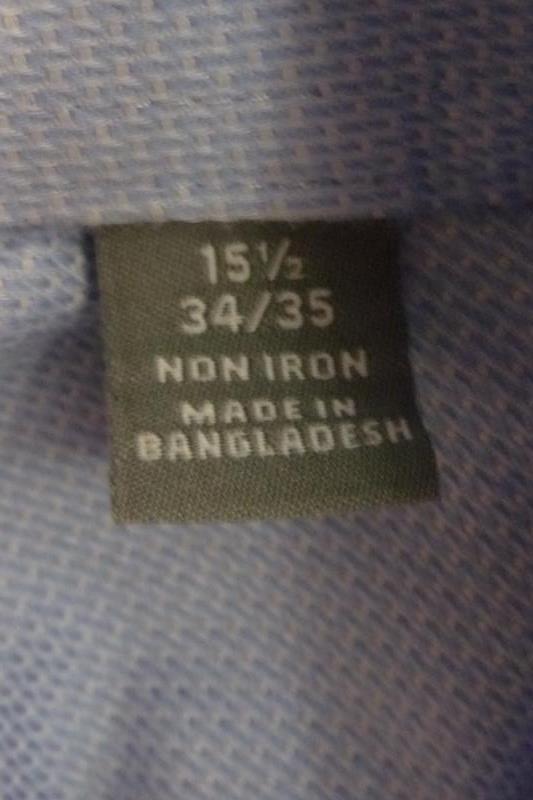 15½
34/35
NON IRON
MADE IN
BANGLADESH